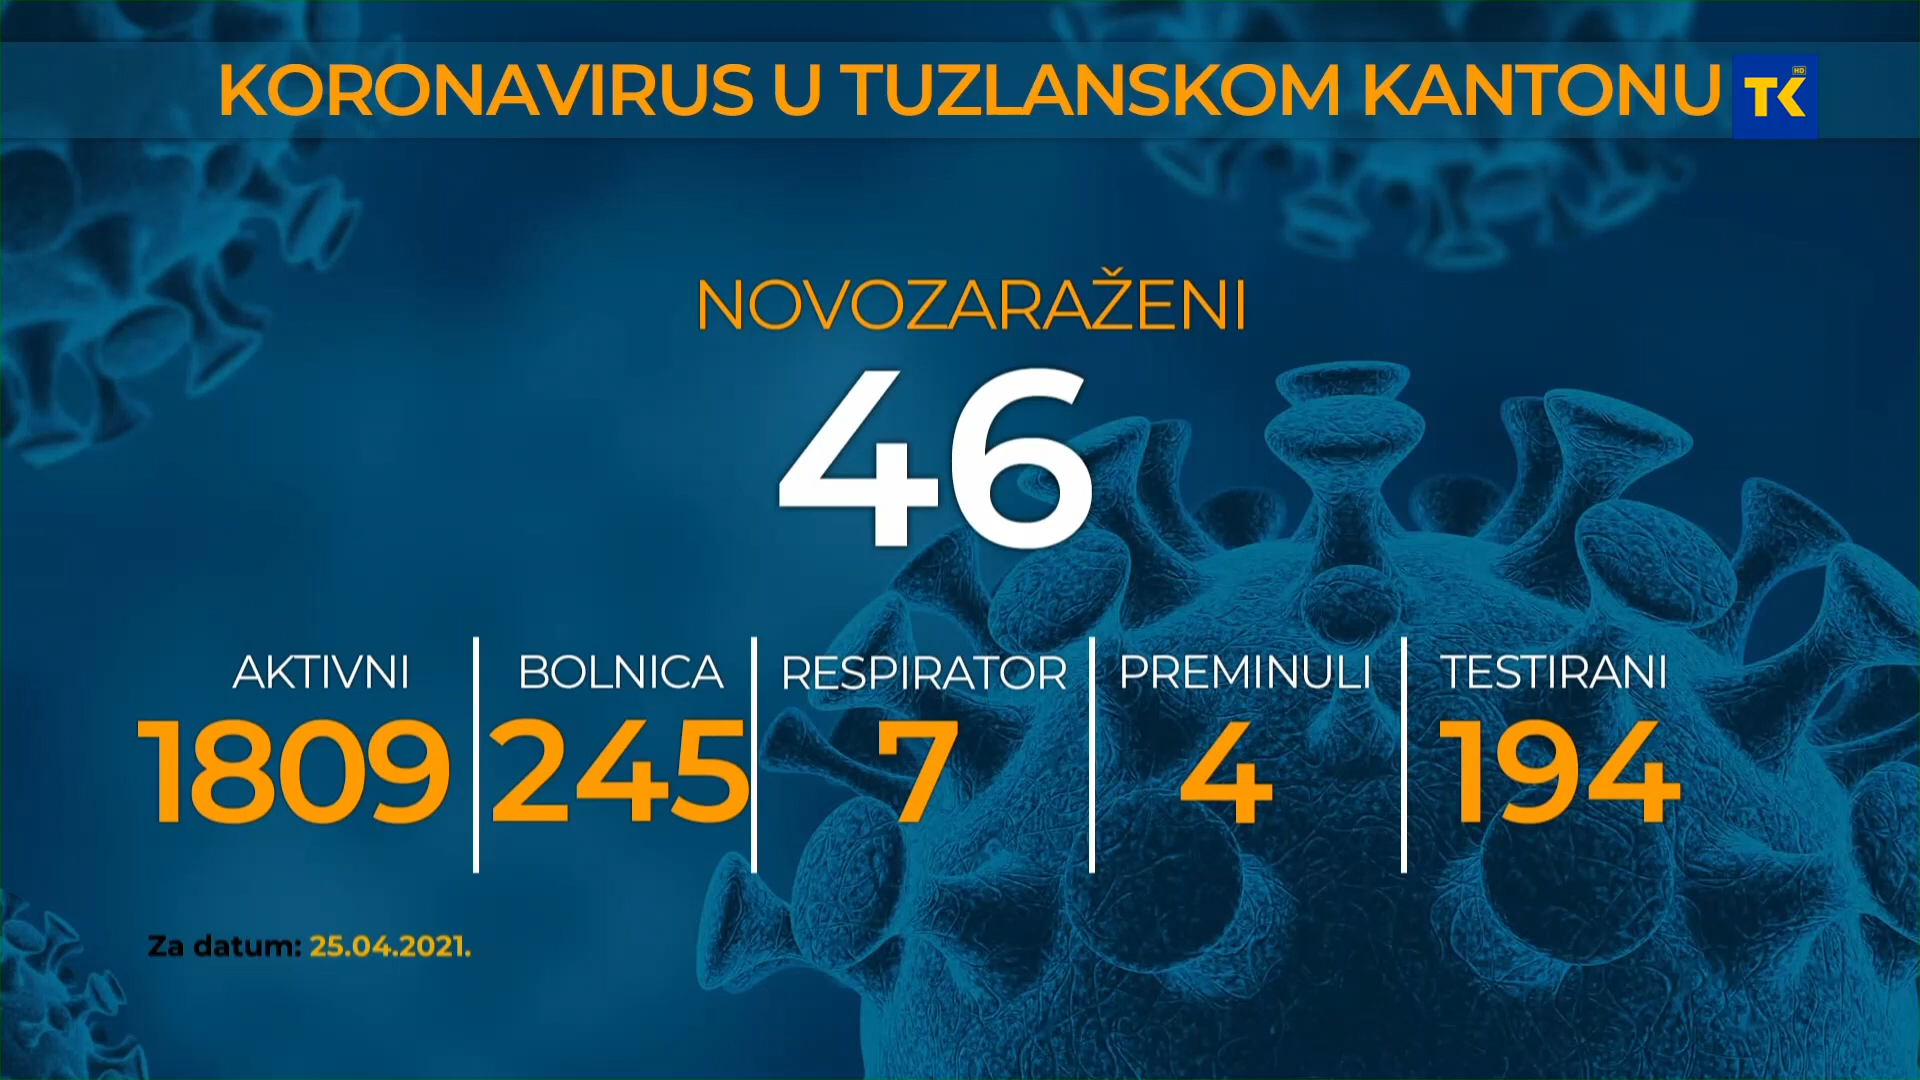 KORONAVIRUS U TUZLANSKOM KANTONU
TK HD
NOVOZARAŽENI
46
AKTIVNI BOLNICA RESPIRATOR PREMINULI TESTIRANI
1809 245 7 4 194
Za datum: 25.04.2021.